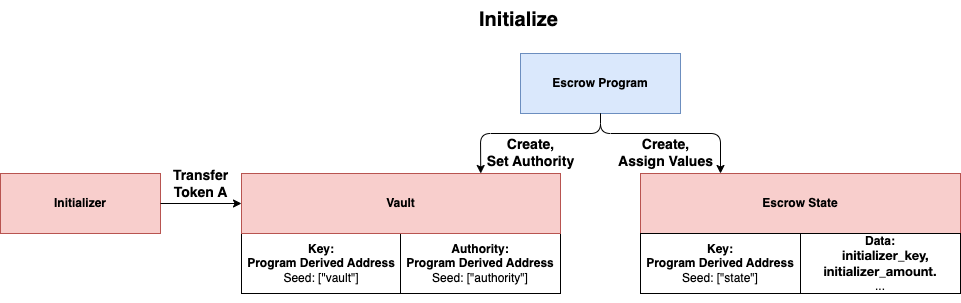 Initialize
Escrow Program
Create,
Set Authority
Create,
Assign Values
Transfer
Token A
Initializer
Vault
Escrow State
Key:
Program Derived Address
Seed: ["vault"]
Authority:
Program Derived Address
Seed: ["authority"]
Key:
Program Derived Address
Seed: ["state"]
Data:
initializer_key,
initializer_amount.
...